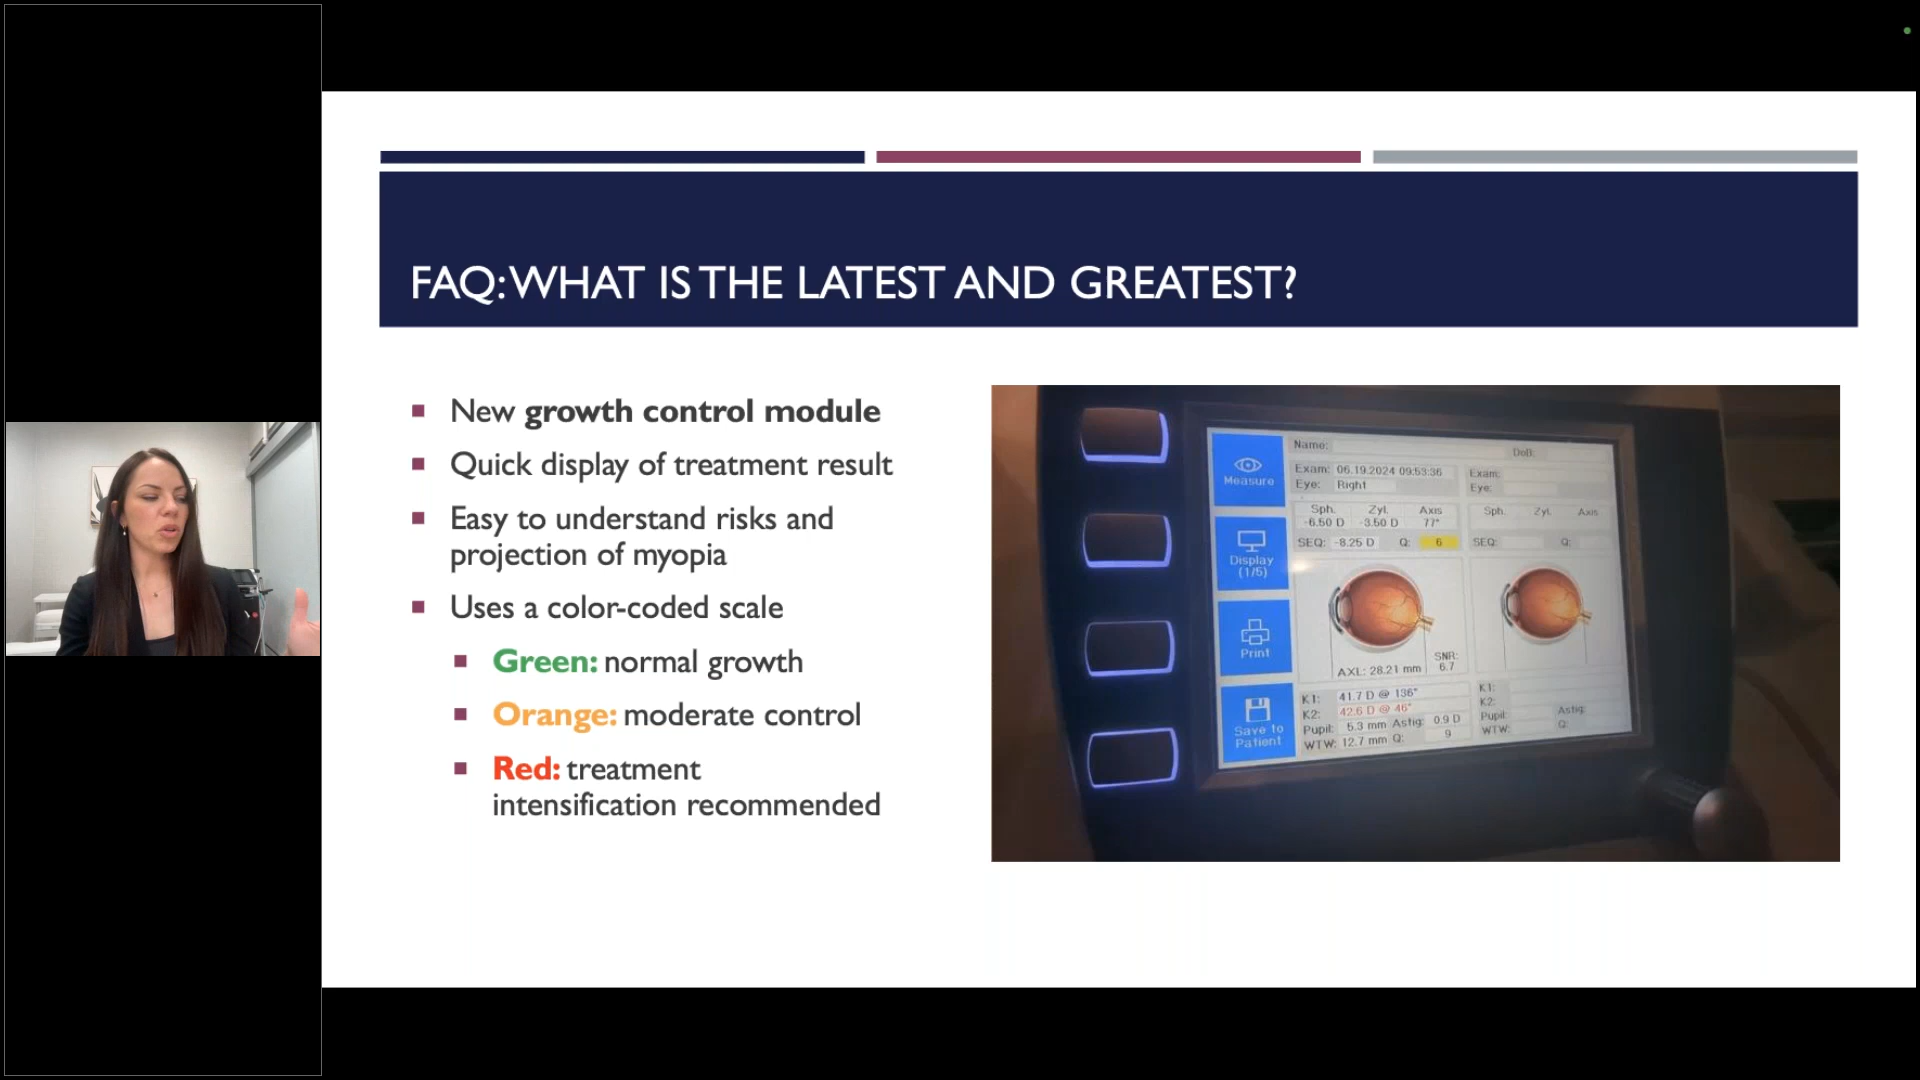 FAQ: WHAT IS THE LATEST AND GREATEST?
New growth control module
Quick display of treatment result
Easy to understand risks and
projection of myopia
Uses a color-coded scale
Green: normal growth
Orange: moderate control
Red: treatment
intensification recommended
Measure
Display
(1/5)
Print
Save to
Patient
Name: DoB:
Exam: 06.19.2024 09:53:36
Eye: Right
Sph. Zyl. Axis
-6.50 D -3.50 D 77°
SEQ: -8.25 D Q: 6
AXL: 28.21 mm
SNR:
6.7
K1: 41.7 D @ 136°
K2: 42.6 D @ 46°
Pupil: 5.3 mm Astig: 0.9 D
WTW: 12.7 mm Q: 9
Exam:
Eye:
Sph. Zyl. Axis
SEQ: Q:
K1:
K2:
Pupil: Astig:
WTW: Q: